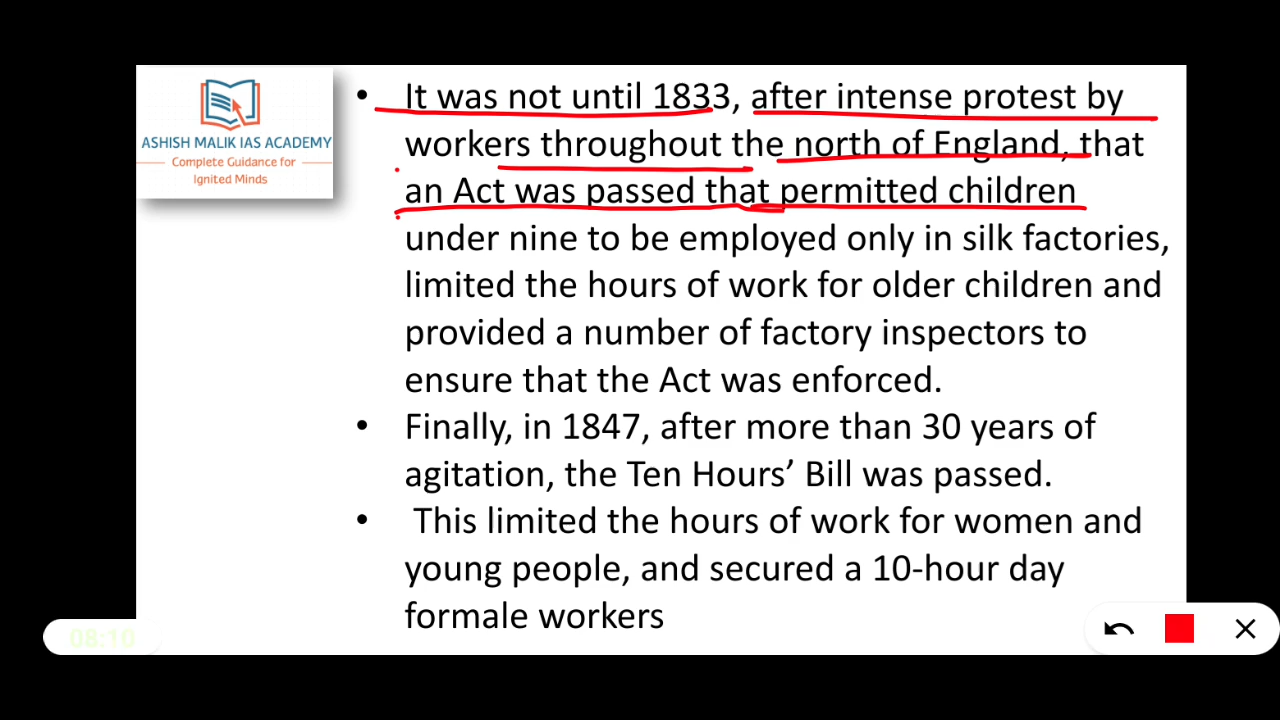 ASHISH MALIK IAS ACADEMY
Complete Guidance for
Ignited Minds
• It was not until 1833, after intense protest by
workers throughout the north of England, that
an Act was passed that permitted children
under nine to be employed only in silk factories,
limited the hours of work for older children and
provided a number of factory inspectors to
ensure that the Act was enforced.
• Finally, in 1847, after more than 30 years of
agitation, the Ten Hours’ Bill was passed.
• This limited the hours of work for women and
young people, and secured a 10-hour day
formale workers
08:10